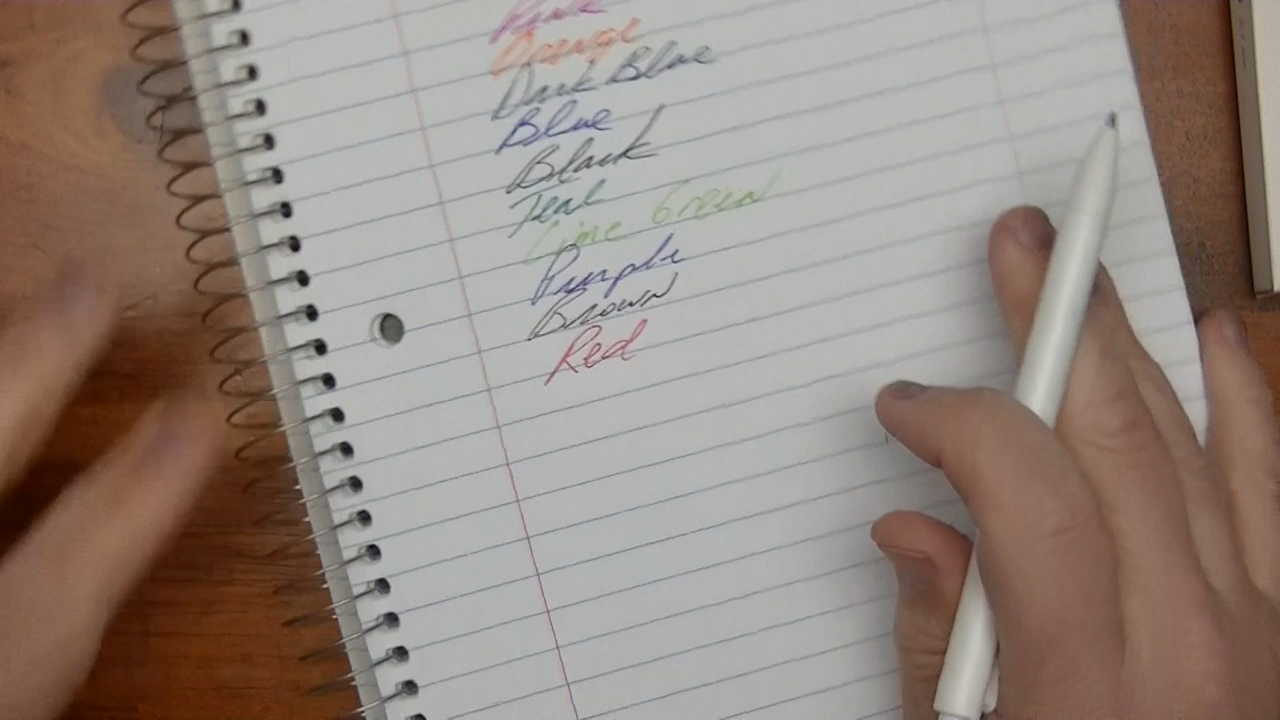 Pink
Orange
Dark Blue
Blue
Black
Teal
Lime Green
Purple
Brown
Red